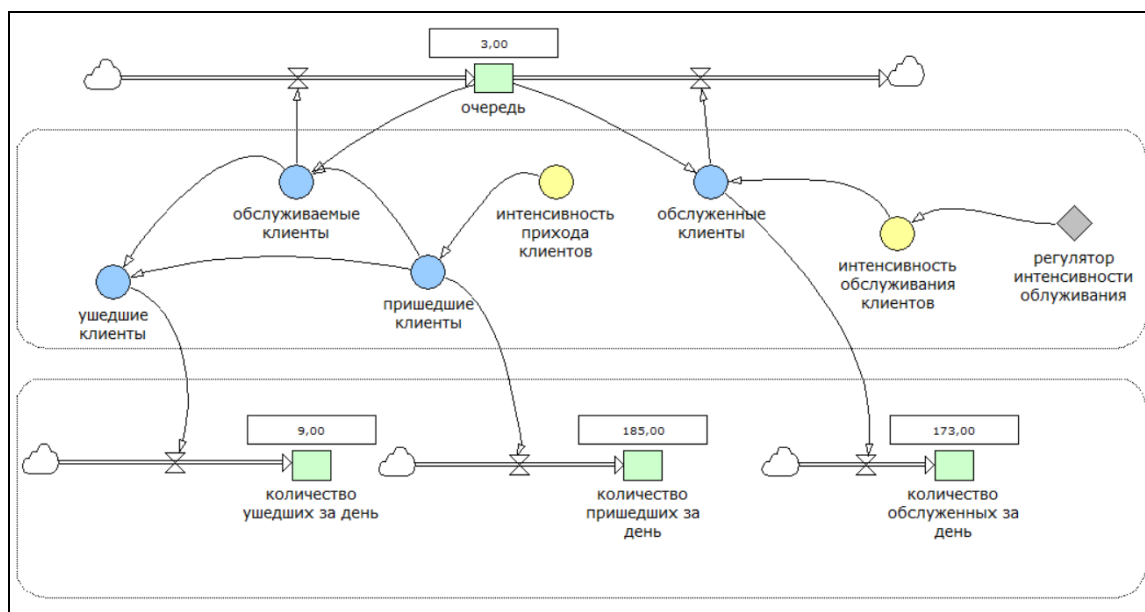 3,00
очередь
обслуживаемые
клиенты
интенсивность
прихода
клиентов
обслуженные
клиенты
интенсивность
обслуживания
клиентов
регулятор
интенсивности
облуживания
ушедшие
клиенты
пришедшие
клиенты
9,00
185,00
173,00
количество
ушедших за день
количество
пришедших за
день
количество
обслуженных за
день